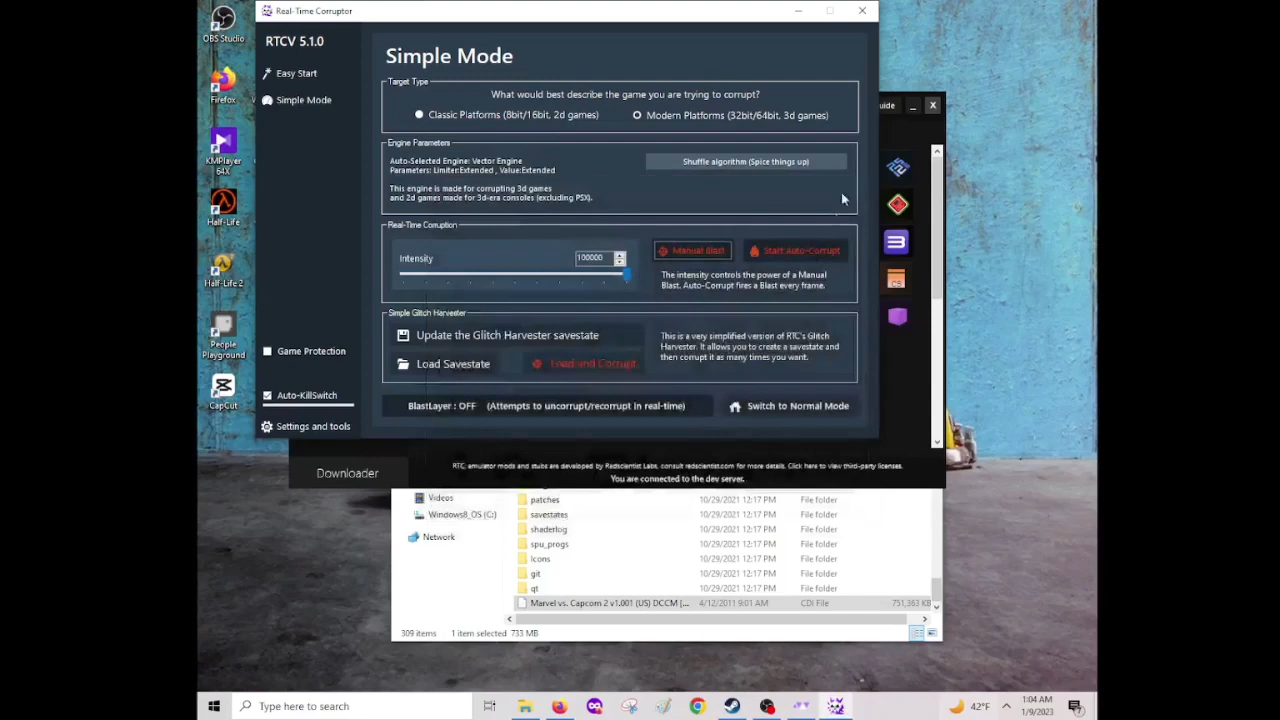 Real-Time Corruptor
RTCV 5.1.0
Easy Start
Simple Mode
Game Protection
Auto-KillSwitch
Settings and tools
Simple Mode
Target Type
What would best describe the game you are trying to corrupt?
Classic Platforms (8bit/16bit, 2d games)
Modern Platforms (32bit/64bit, 3d games)
Engine Parameters
Auto-Selected Engine: Vector Engine
Parameters: Limiter:Extended , Value:Extended
Shuffle algorithm (Spice things up)
This engine is made for corrupting 3d games
and 2d games made for 3d-era consoles (excluding PSX).
Real-Time Corruption
Intensity
100000
Manual Blast
Start Auto-Corrupt
The intensity controls the power of a Manual
Blast. Auto-Corrupt fires a Blast every frame.
Simple Glitch Harvester
Update the Glitch Harvester savestate
Load Savestate
Load and Corrupt
This is a very simplified version of RTC's Glitch
Harvester. It allows you to create a savestate and
then corrupt it as many times you want.
BlastLayer : OFF (Attempts to uncorrupt/recorrupt in real-time)
Switch to Normal Mode
uide
_
X
CS
Downloader
RTC, emulator mods and stubs are developed by Redscientist Labs, consult redscientist.com for more details. Click here to view third-party licenses.
You are connected to the dev server.
OBS Studio
Firefox
KMPlayer
64X
Half-Life
Half-Life 2
People
Playground
CapCut
Videos
Windows8_OS (C:)
Network
patches 10/29/2021 12:17 PM File folder
savestates 10/29/2021 12:17 PM File folder
shaderlog 10/29/2021 12:17 PM File folder
spu_progs 10/29/2021 12:17 PM File folder
Icons 10/29/2021 12:17 PM File folder
git 10/29/2021 12:17 PM File folder
qt 10/29/2021 12:17 PM File folder
Marvel vs. Capcom 2 v1.001 (US) DCCM [... 4/12/2011 9:01 AM CDI File 751,363 KB
309 items 1 item selected 733 MB
Type here to search
42°F
1:04 AM
1/9/2023